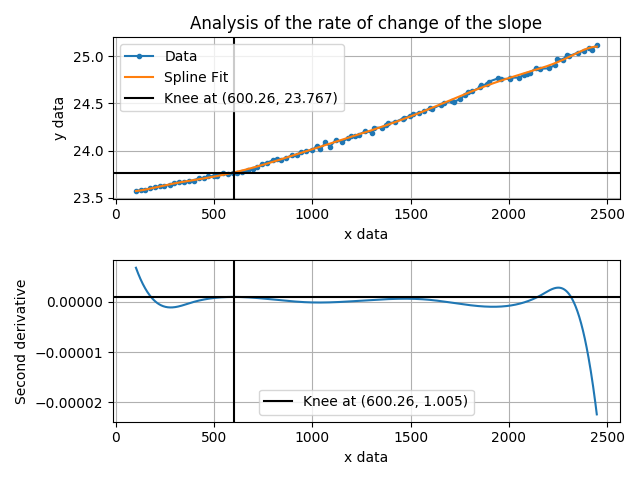 Analysis of the rate of change of the slope
Data
Spline Fit
Knee at (600.26, 23.767)
25.0
24.5
24.0
23.5
y data
0 500 1000 1500 2000 2500
x data
0.00000
−0.00001
−0.00002
Second derivative
Knee at (600.26, 1.005)
0 500 1000 1500 2000 2500
x data